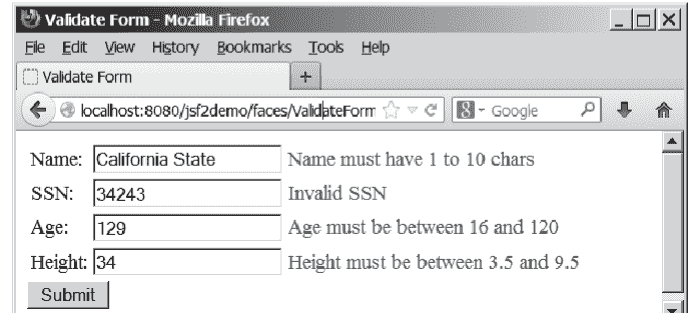 Validate Form - Mozilla Firefox
File Edit View History Bookmarks Tools Help
Validate Form +
localhost:8080/jsf2demo/faces/ValidateForm Google
Name: California State Name must have 1 to 10 chars
SSN: 34243 Invalid SSN
Age: 129 Age must be between 16 and 120
Height: 34 Height must be between 3.5 and 9.5
Submit